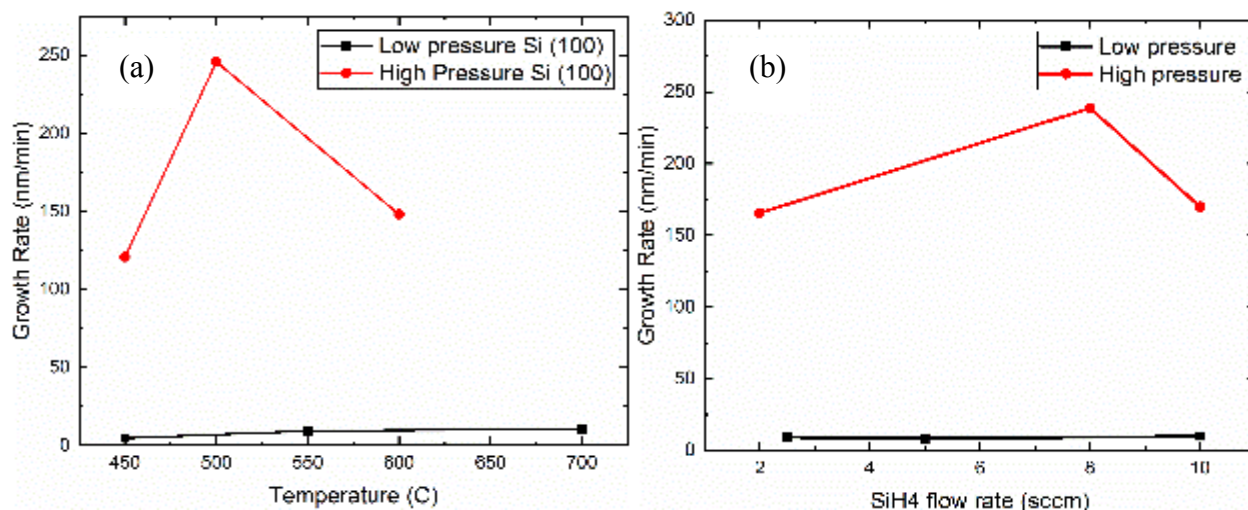 (a)
Low pressure Si (100)
High Pressure Si (100)
Growth Rate (nm/min)
250
200
150
100
50
0
450 500 550 600 650 700
Temperature (C)
(b)
Low pressure
High pressure
Growth Rate (nm/min)
300
250
200
150
100
50
0
2 4 6 8 10
SiH4 flow rate (sccm)